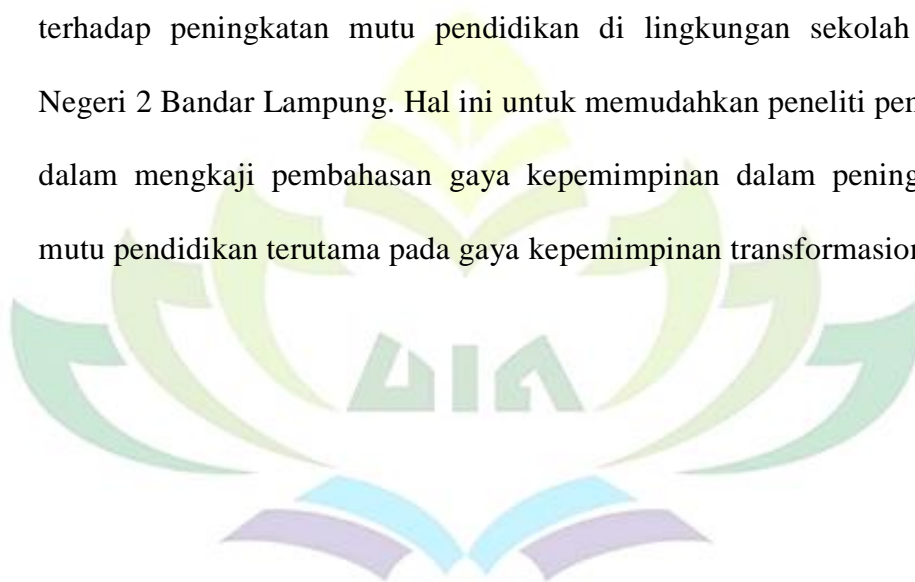 terhadap peningkatan mutu pendidikan di lingkungan sekolah
Negeri 2 Bandar Lampung. Hal ini untuk memudahkan peneliti
dalam mengkaji pembahasan gaya kepemimpinan dalam
mutu pendidikan terutama pada gaya kepemimpinan
UIN